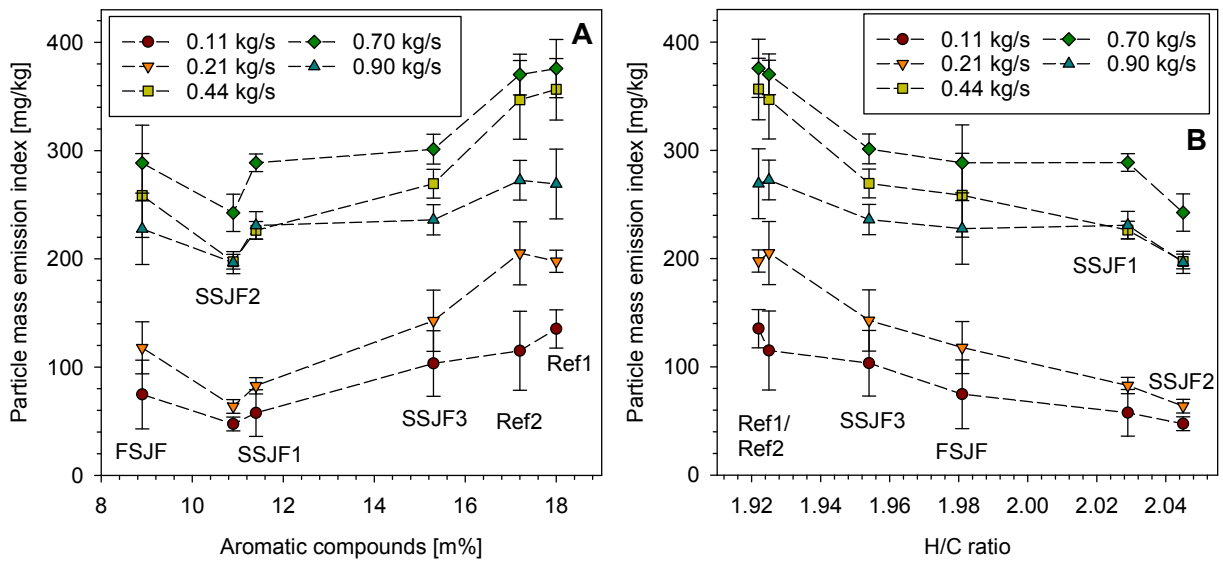 A
0.11 kg/s
0.70 kg/s
0.21 kg/s
0.90 kg/s
0.44 kg/s
Particle mass emission index [mg/kg]
400
300
200
100
0
SSJF2
FSJF
SSJF1
SSJF3
Ref2
Ref1
8 10 12 14 16 18
Aromatic compounds [m%]
B
0.11 kg/s
0.70 kg/s
0.21 kg/s
0.90 kg/s
0.44 kg/s
Particle mass emission index [mg/kg]
400
300
200
100
0
SSJF1
SSJF2
Ref1/
Ref2
SSJF3
FSJF
1.92 1.94 1.96 1.98 2.00 2.02 2.04
H/C ratio